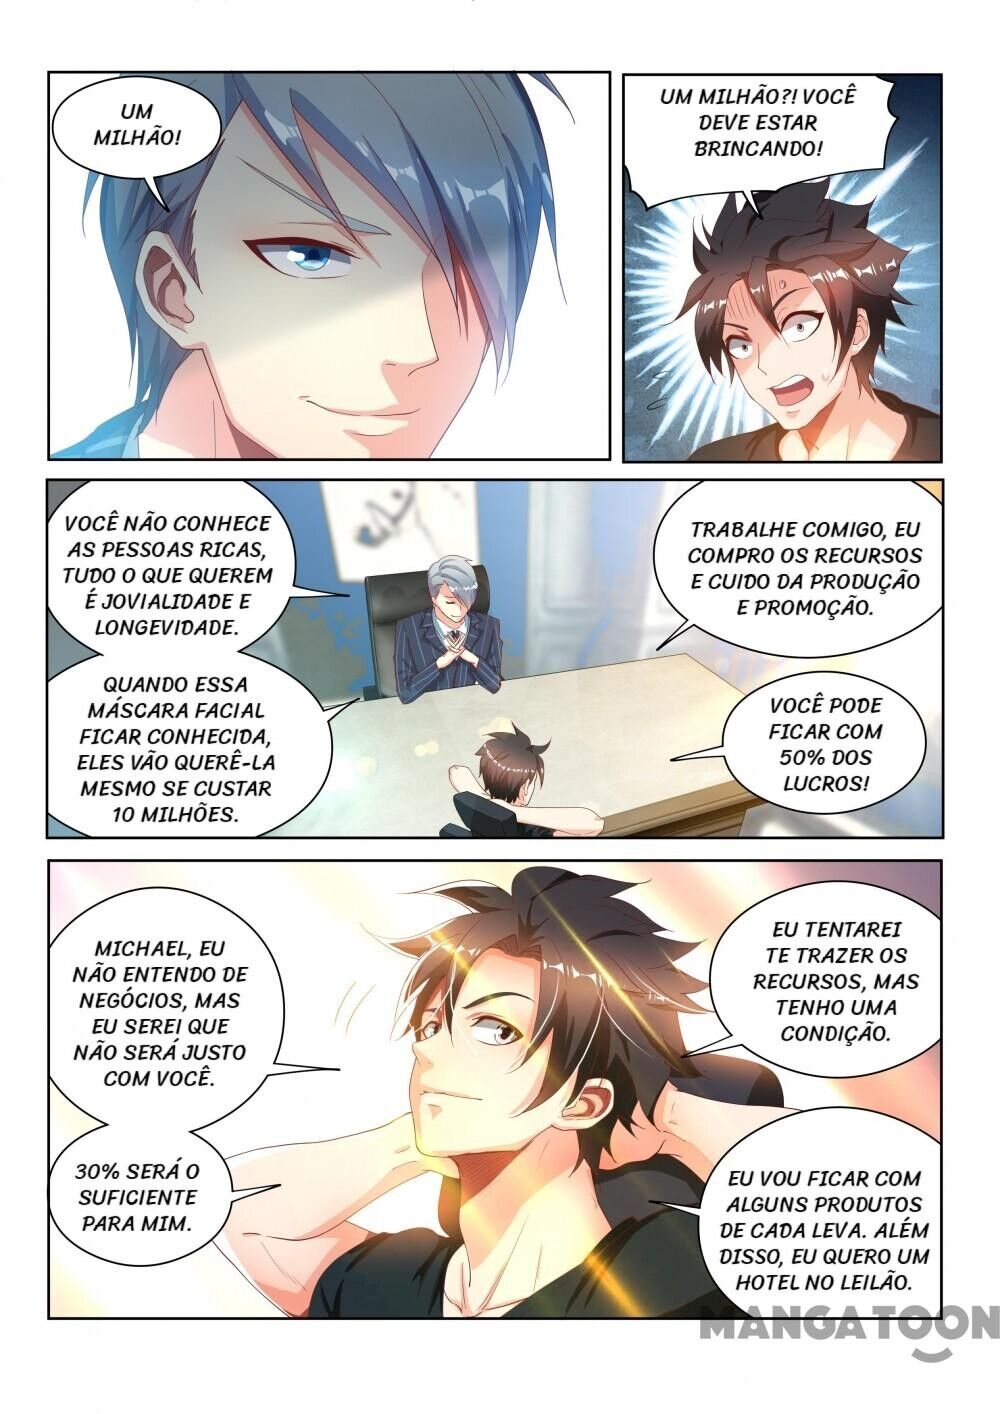 UM
MILHÃO!
UM MILHÃO?! VOCÊ
DEVE ESTAR
BRINCANDO!
VOCÊ NÃO CONHECE
AS PESSOAS RICAS,
TUDO O QUE QUEREM
É JOVIALIDADE E
LONGEVIDADE.
QUANDO ESSA
MÁSCARA FACIAL
FICAR CONHECIDA,
ELES VÃO QUERÊ-LA
MESMO SE CUSTAR
10 MILHÕES.
TRABALHE COMIGO, EU
COMPRO OS RECURSOS
E CUIDO DA PRODUÇÃO
E PROMOÇÃO.
VOCÊ PODE
FICAR COM
50% DOS
LUCROS!
MICHAEL, EU
NÃO ENTENDO DE
NEGÓCIOS, MAS
EU SEREI QUE
NÃO SERÁ JUSTO
COM VOCÊ.
30% SERÁ O
SUFICIENTE
PARA MIM.
EU TENTAREI
TE TRAZER OS
RECURSOS, MAS
TENHO UMA
CONDIÇÃO.
EU VOU FICAR COM
ALGUNS PRODUTOS
DE CADA LEVA. ALÉM
DISSO, EU QUERO UM
HOTEL NO LEILÃO.
MANGATOON